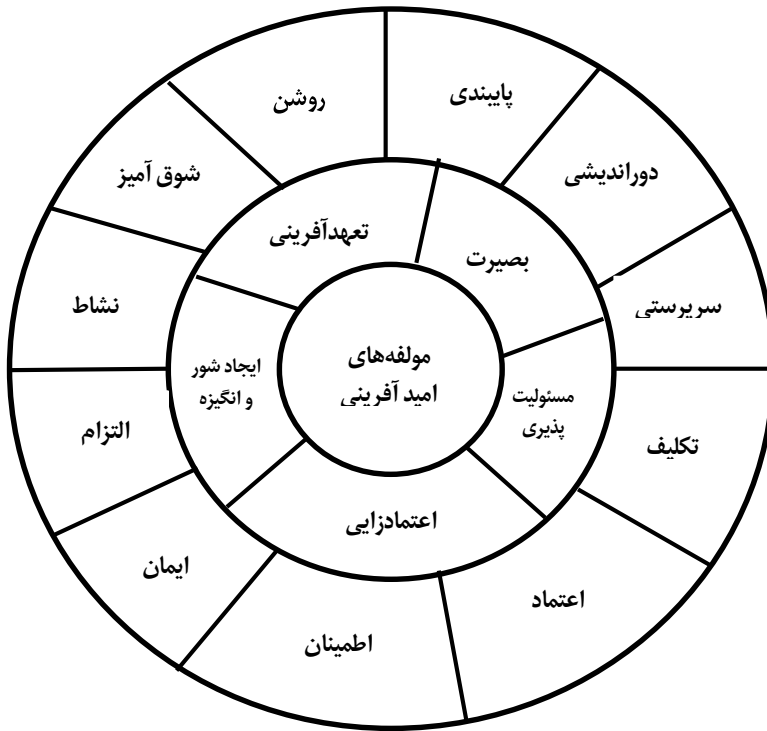 روشن
پایبندی
شوق آمیز
دوراندیشی
تعهدآفرینی
بصیرت
نشاط
سرپرستی
مولفه‌های
امید آفرینی
ایجاد شور
و انگیزه
مسئولیت
پذیری
التزام
تکلیف
اعتمادزایی
ایمان
اعتماد
اطمینان